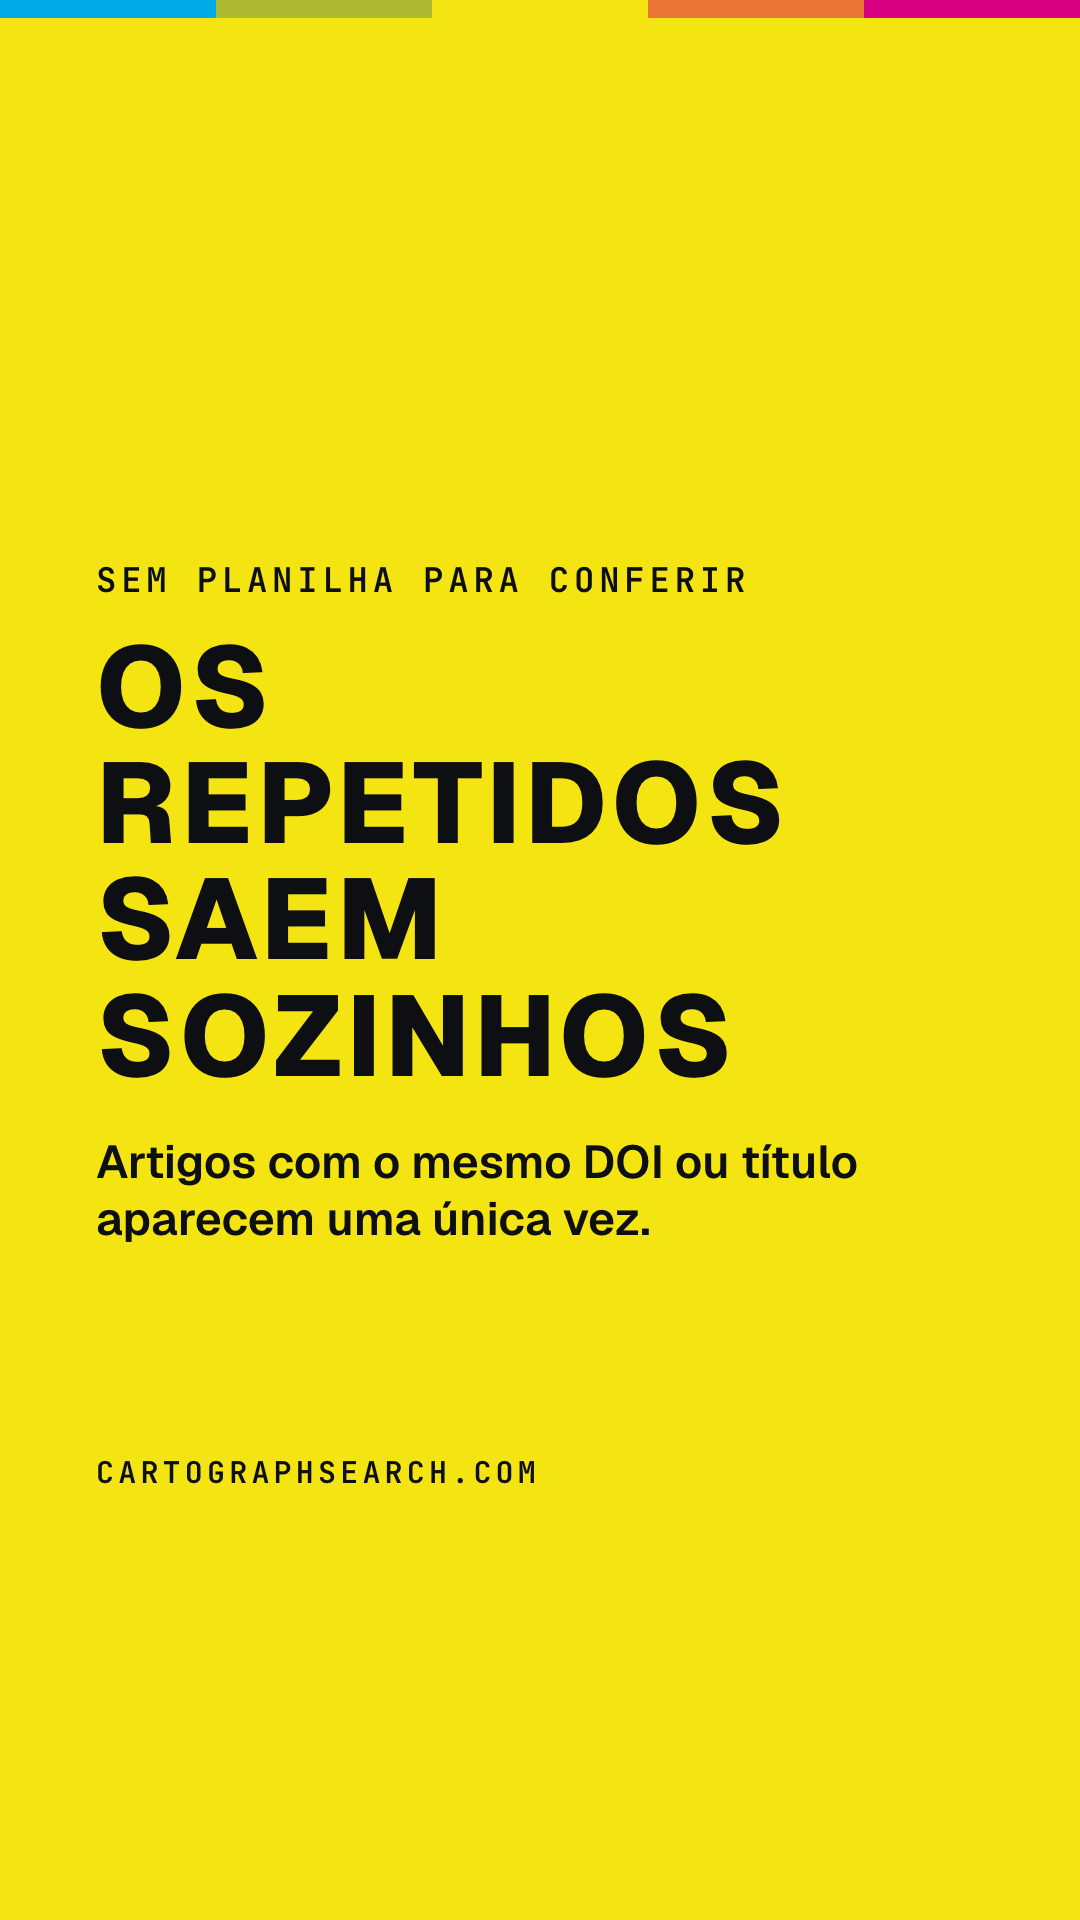 SEM PLANILHA PARA CONFERIR
OS
REPETIDOS
SAEM
SOZINHOS
Artigos com o mesmo DOI ou título
aparecem uma única vez.
CARTOGRAPHSEARCH.COM